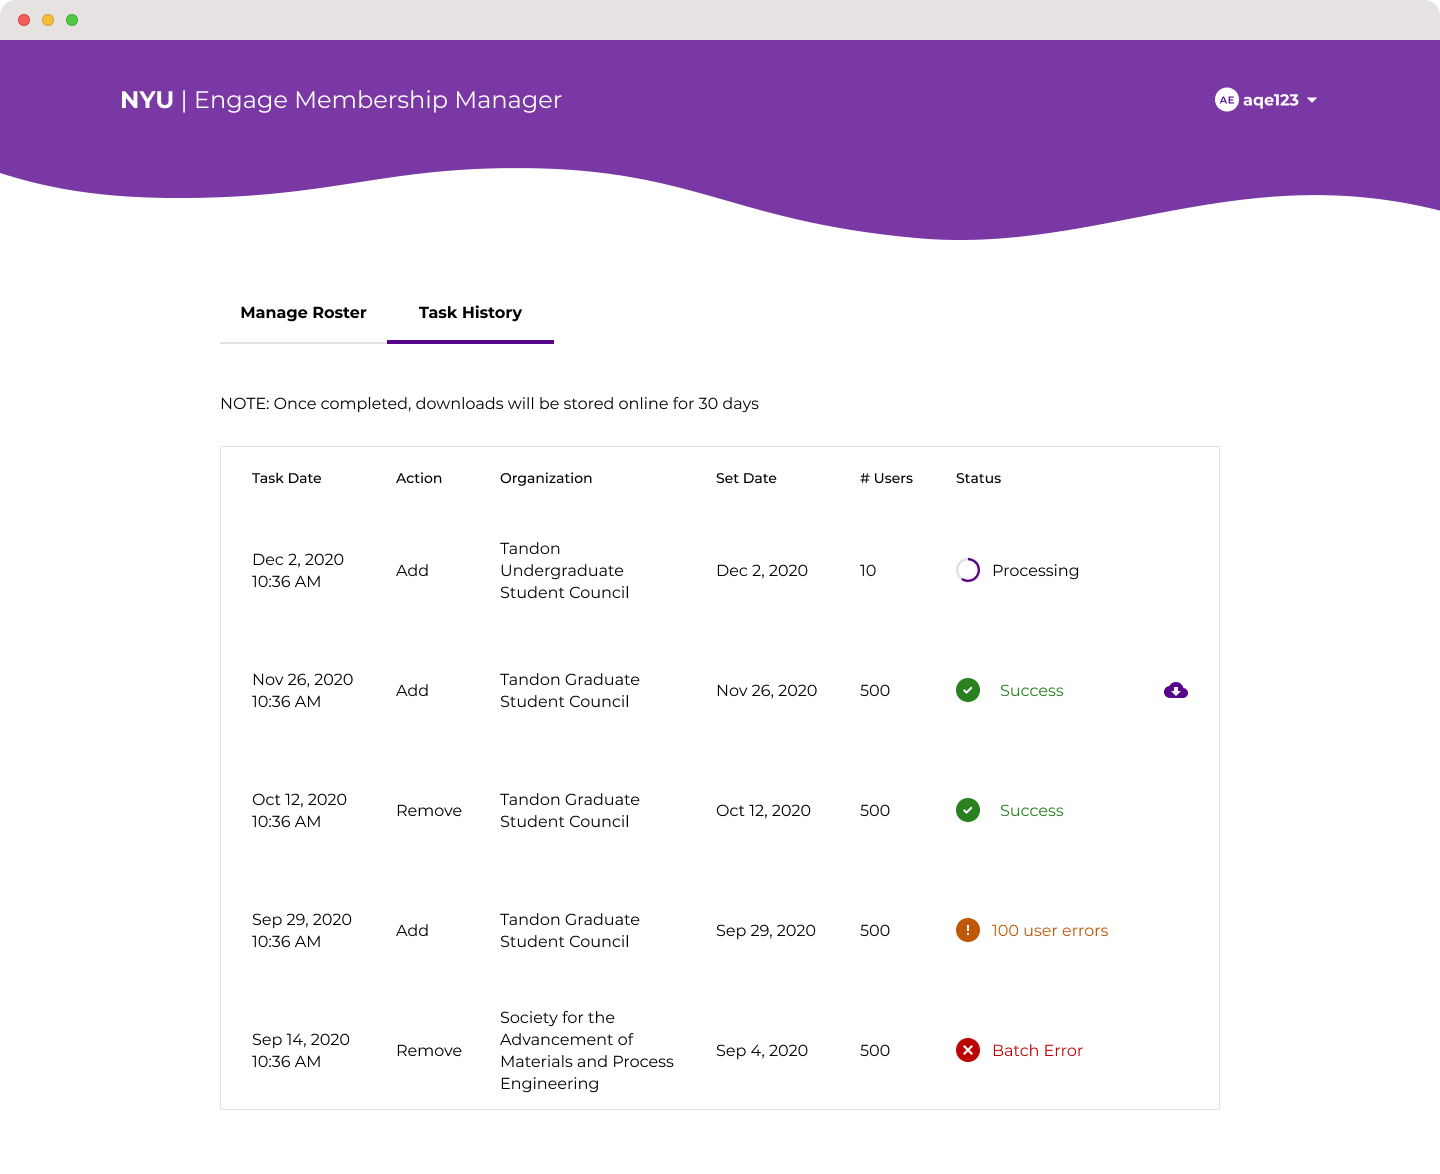 NYU | Engage Membership Manager
AE aqe123
Manage Roster Task History
NOTE: Once completed, downloads will be stored online for 30 days
Task Date Action Organization Set Date # Users Status
Dec 2, 2020
10:36 AM
Add
Tandon
Undergraduate
Student Council
Dec 2, 2020
10
Processing
Nov 26, 2020
10:36 AM
Add
Tandon Graduate
Student Council
Nov 26, 2020
500
Success
Oct 12, 2020
10:36 AM
Remove
Tandon Graduate
Student Council
Oct 12, 2020
500
Success
Sep 29, 2020
10:36 AM
Add
Tandon Graduate
Student Council
Sep 29, 2020
500
100 user errors
Sep 14, 2020
10:36 AM
Remove
Society for the
Advancement of
Materials and Process
Engineering
Sep 4, 2020
500
Batch Error